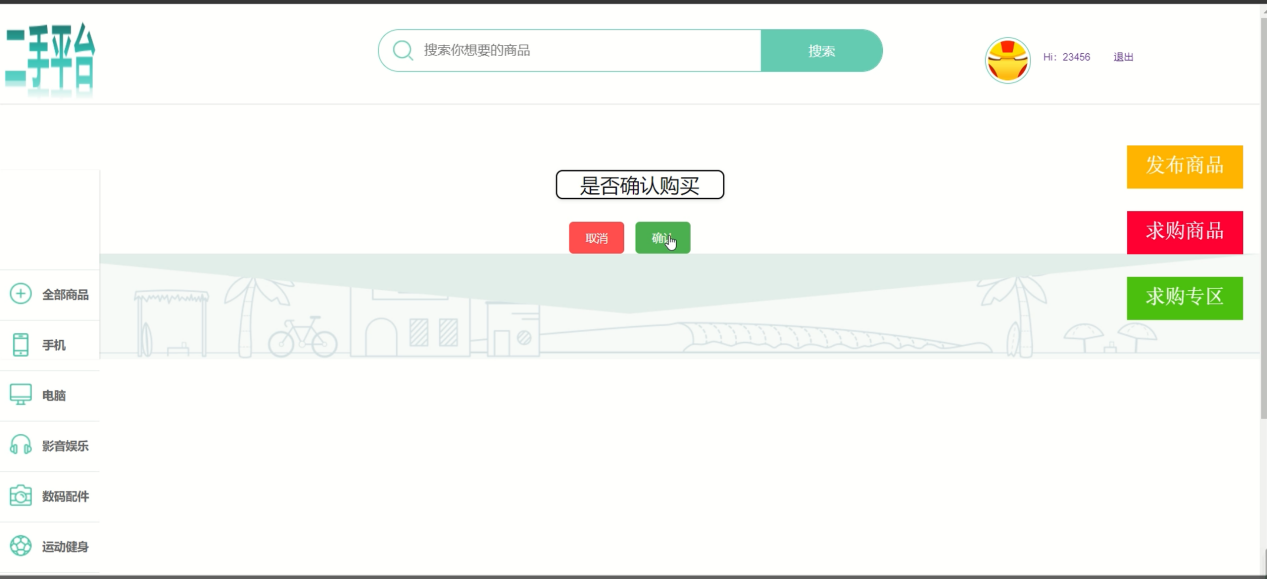 二手平台
搜索你想要的商品
搜索
Hi：23456
退出
发布商品
是否确认购买
求购商品
取消
确认
求购专区
全部商品
手机
电脑
影音娱乐
数码配件
运动健身